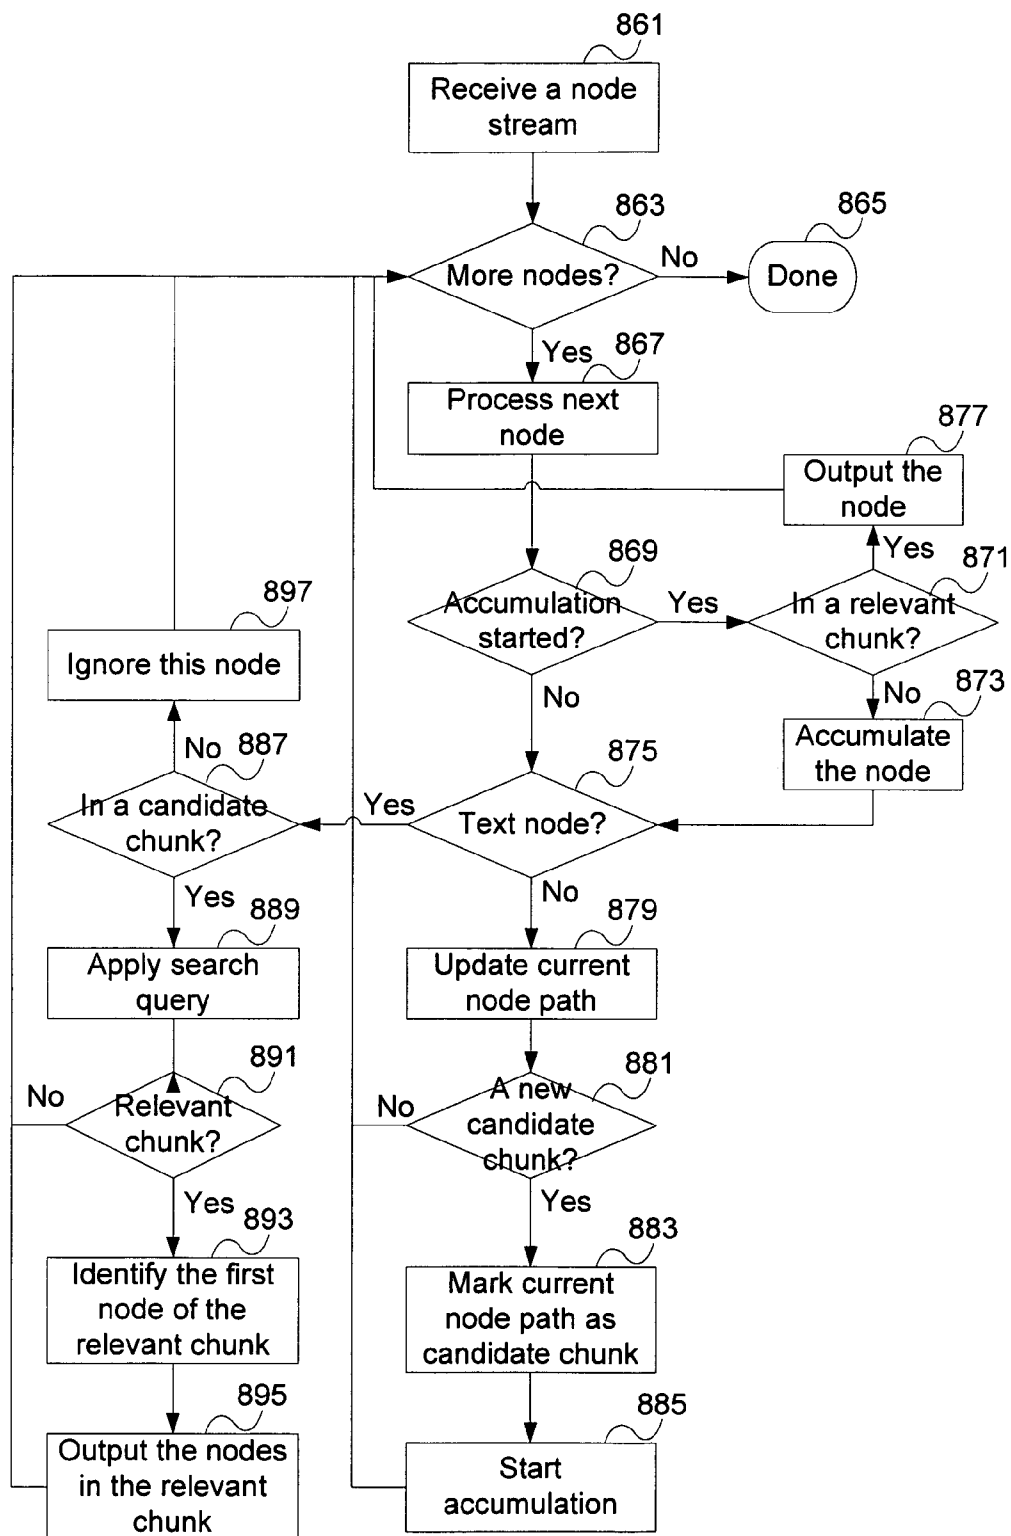 861
Receive a node
stream
863
865
More nodes?
No
Done
Yes
867
Process next
node
877
Output the
node
Yes
869
871
Accumulation
started?
Yes
In a relevant
chunk?
897
Ignore this node
No
No
873
Accumulate
the node
No
887
875
In a candidate
chunk?
Yes
Text node?
Yes
No
889
879
Apply search
query
Update current
node path
891
881
No
Relevant
chunk?
No
A new
candidate
chunk?
Yes
Yes
893
883
Identify the first
node of the
relevant chunk
Mark current
node path as
candidate chunk
895
885
Output the nodes
in the relevant
chunk
Start
accumulation